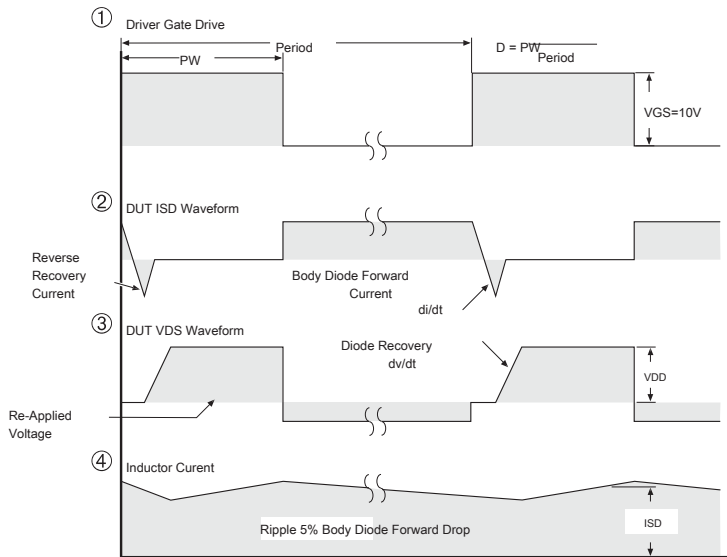 ① Driver Gate Drive
Period
PW
D = PW
Period
VGS=10V
② DUT ISD Waveform
Reverse
Recovery
Current
Body Diode Forward
Current
di/dt
③ DUT VDS Waveform
Diode Recovery
dv/dt
VDD
Re-Applied
Voltage
④ Inductor Curent
Ripple 5% Body Diode Forward Drop
ISD